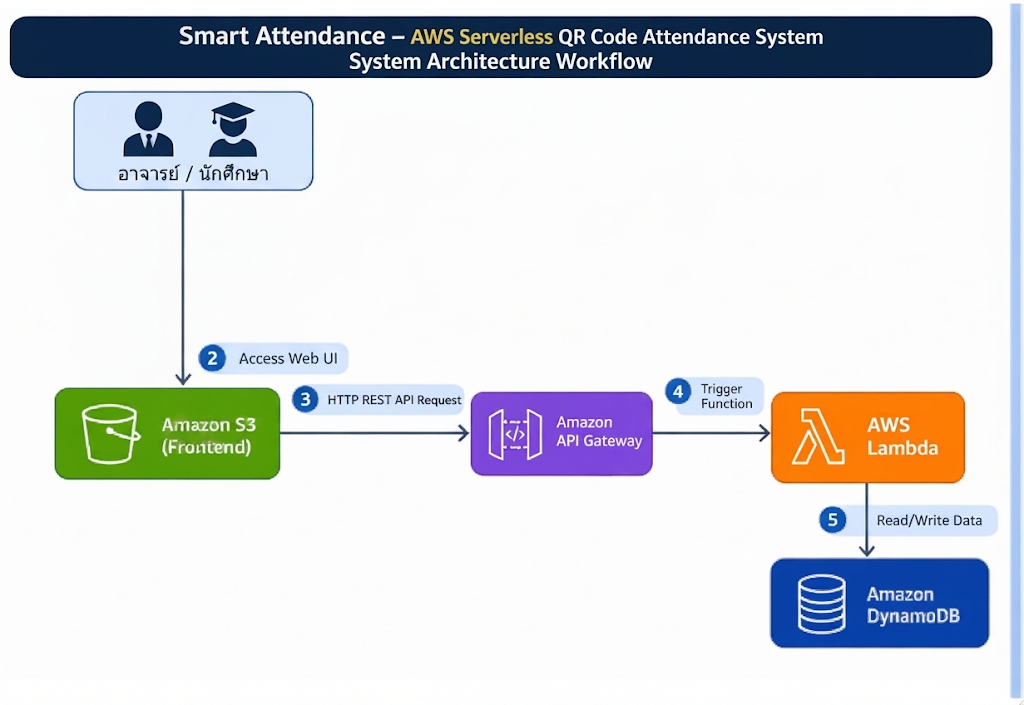 Smart Attendance – AWS Serverless QR Code Attendance System
System Architecture Workflow
อาจารย์ / นักศึกษา
2 Access Web UI
3 HTTP REST API Request
4 Trigger
Function
Amazon S3
(Frontend)
Amazon
API Gateway
</>
AWS
Lambda
5 Read/Write Data
Amazon
DynamoDB